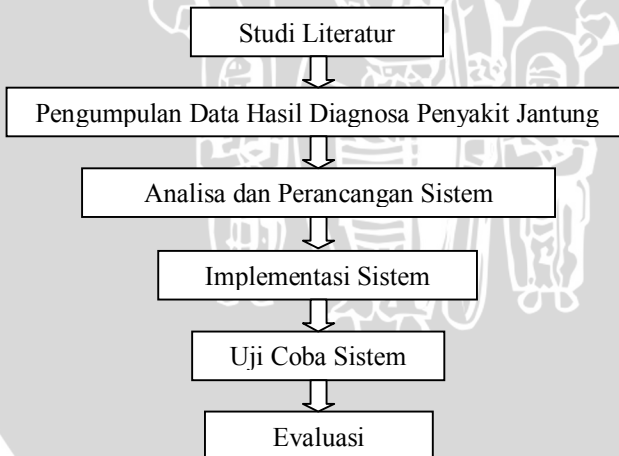 Studi Literatur
Pengumpulan Data Hasil Diagnosa Penyakit Jantung
Analisa dan Perancangan Sistem
Implementasi Sistem
Uji Coba Sistem
Evaluasi